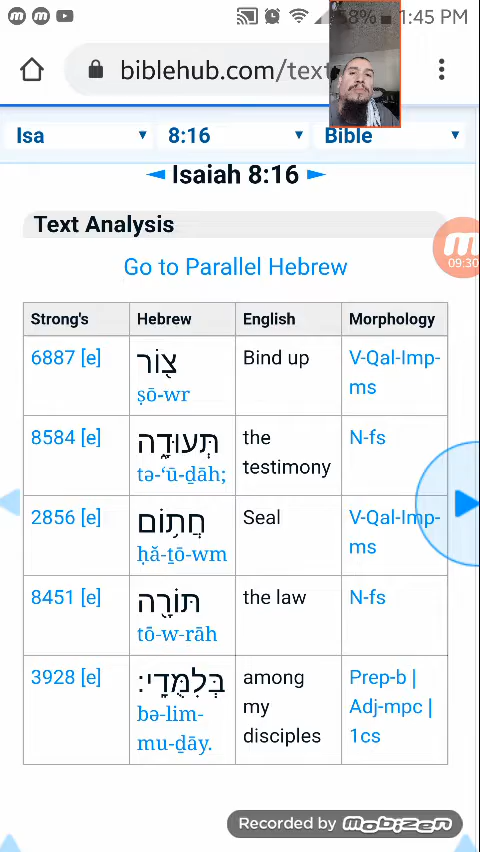 58% 1:45 PM
biblehub.com/text
Isa 8:16 Bible
Isaiah 8:16
Text Analysis
Go to Parallel Hebrew
09:30
Strong's Hebrew English Morphology
6887 [e] צ֖וֹר Bind up V-Qal-Imp-
ṣō-wr ms
8584 [e] תְּעוּדָ֑ה the N-fs
tə-‘ū-ḏāh; testimony
2856 [e] חֲת֥וֹם Seal V-Qal-Imp-
ḥă-ṯō-wm ms
8451 [e] תּוֹרָ֖ה the law N-fs
tō-w-rāh
3928 [e] בְּלִמֻּדָֽי׃ among Prep-b |
bə-lim- my Adj-mpc |
mu-ḏāy. disciples 1cs
Recorded by mobizen